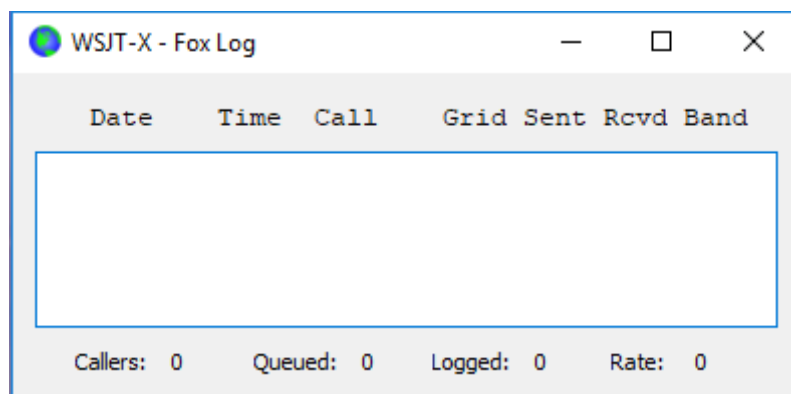 WSJT-X - Fox Log
Date Time Call Grid Sent Rcvd Band
Callers: 0 Queued: 0 Logged: 0 Rate: 0